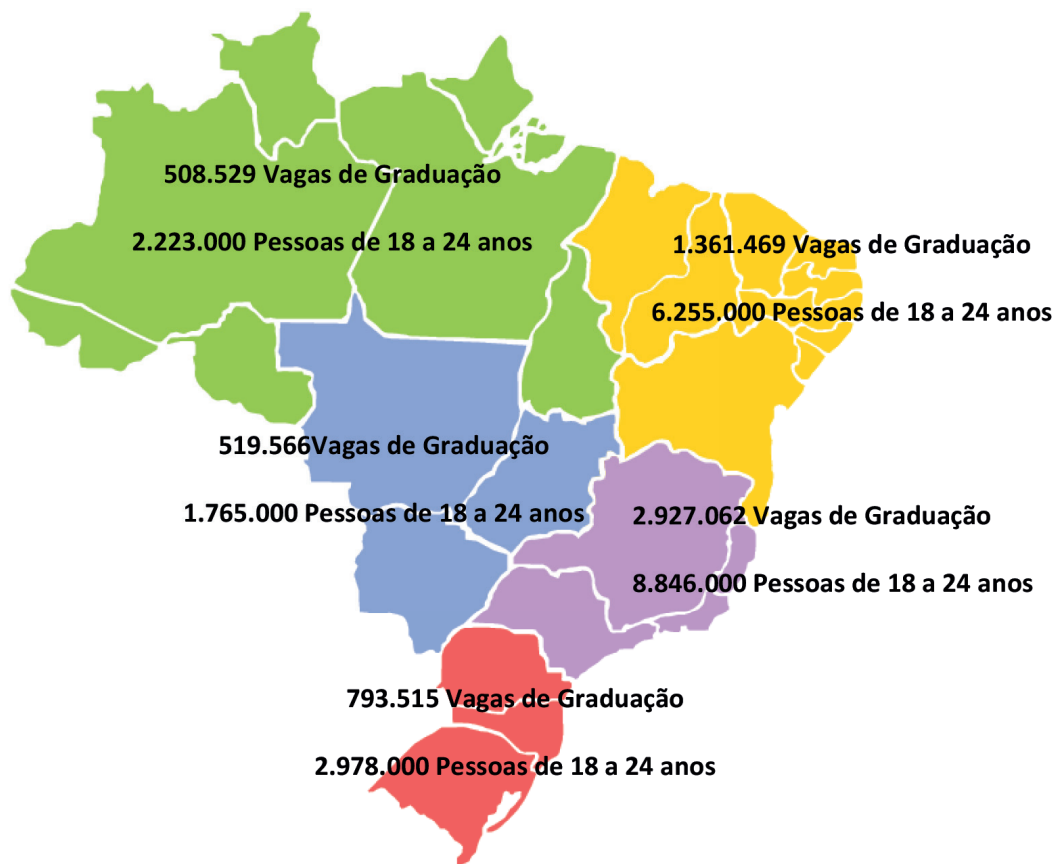 508.529 Vagas de Graduação
2.223.000 Pessoas de 18 a 24 anos
1.361.469 Vagas de Graduação
6.255.000 Pessoas de 18 a 24 anos
519.566Vagas de Graduação
1.765.000 Pessoas de 18 a 24 anos
2.927.062 Vagas de Graduação
8.846.000 Pessoas de 18 a 24 anos
793.515 Vagas de Graduação
2.978.000 Pessoas de 18 a 24 anos